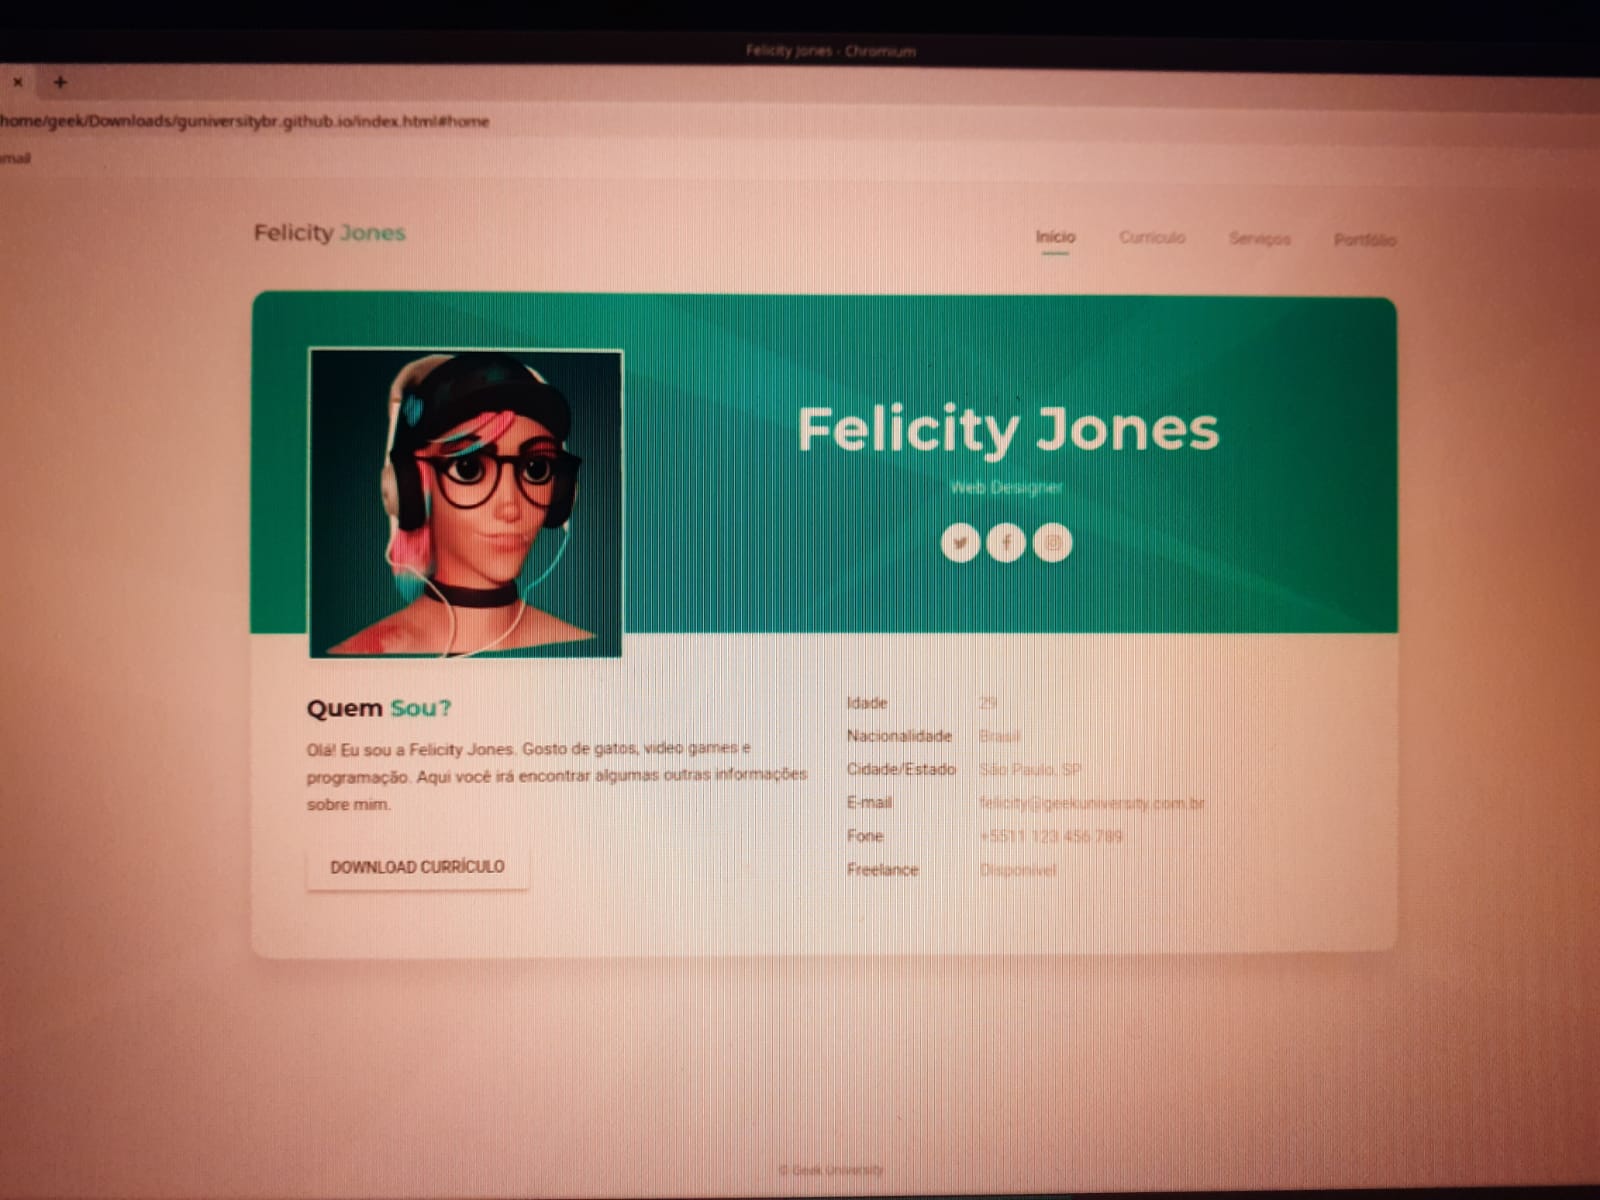 Felicity Jones - Chromium
home/geek/Downloads/guniversitybr.github.io/index.html#home
Felicity Jones
Início Currículo Serviços Portfólio
Felicity Jones
Web Designer
Quem Sou?
Olá! Eu sou a Felicity Jones. Gosto de gatos, video games e
programação. Aqui você irá encontrar algumas outras informações
sobre mim.
DOWNLOAD CURRÍCULO
Idade 29
Nacionalidade Brasil
Cidade/Estado São Paulo, SP
E-mail felicity@geekuniversity.com.br
Fone +5511 123 456 789
Freelance Disponível
© Geek University